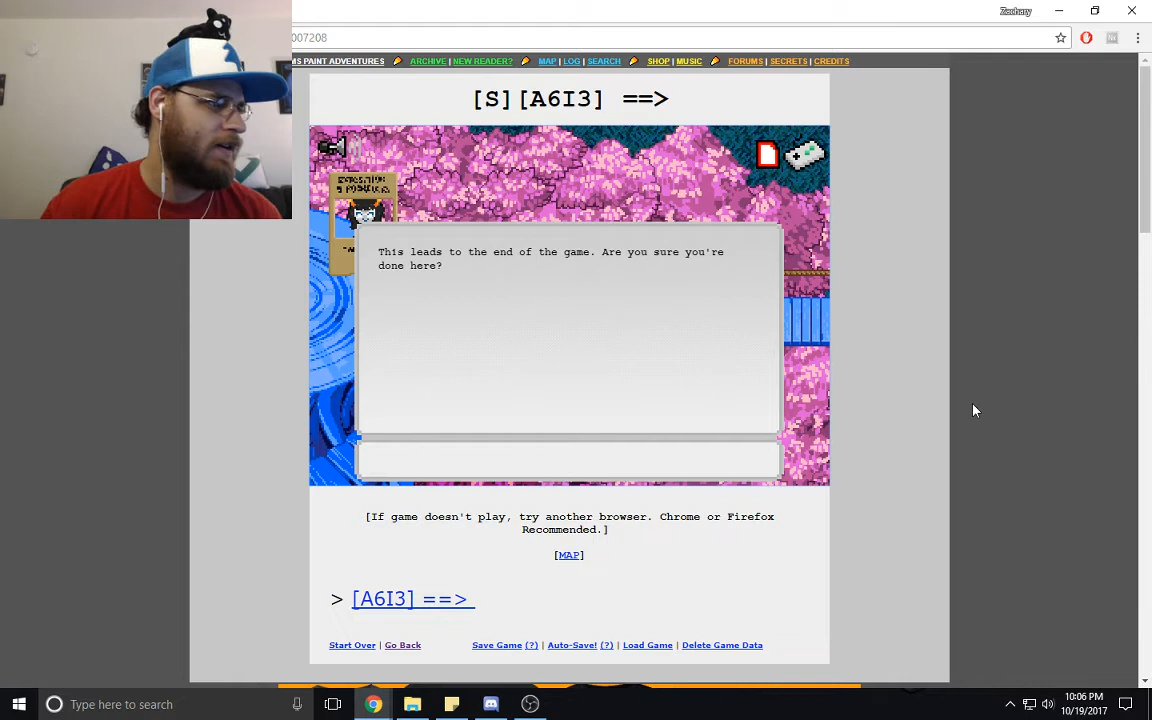 Zachary
007208
MS PAINT ADVENTURES ARCHIVE | NEW READER? MAP | LOG | SEARCH SHOP | MUSIC FORUMS | SECRETS | CREDITS
[S][A6I3] ==>
This leads to the end of the game. Are you sure you're
done here?
[If game doesn't play, try another browser. Chrome or Firefox
Recommended.]
[MAP]
> [A6I3] ==>
Start Over | Go Back Save Game (?) | Auto-Save! (?) | Load Game | Delete Game Data
Type here to search
10:06 PM
10/19/2017